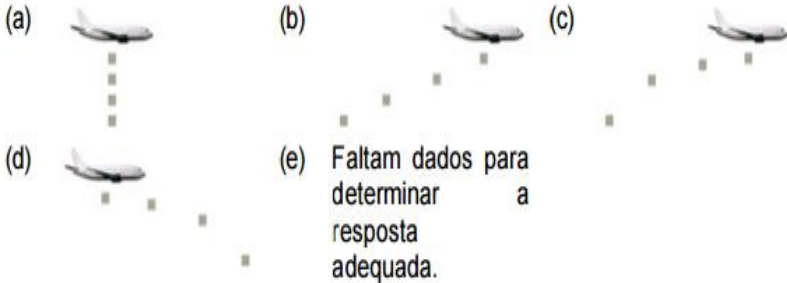 (a)
(b)
(c)
(d)
(e) Faltam dados para
determinar a
resposta
adequada.